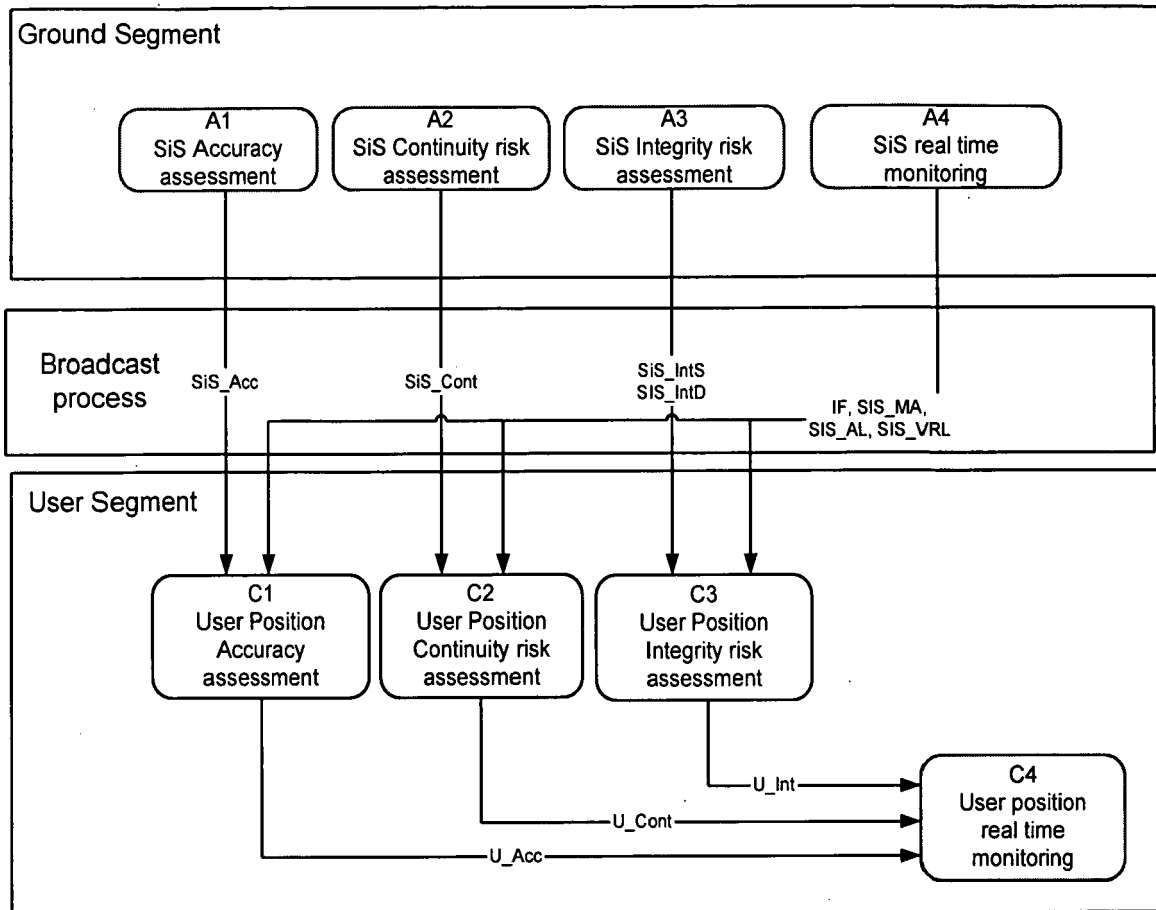 Ground Segment
A1
SiS Accuracy
assessment
A2
SiS Continuity risk
assessment
A3
SiS Integrity risk
assessment
A4
SiS real time
monitoring
Broadcast
process
SiS_Acc
SiS_Cont
SiS_IntS
SIS_IntD
IF, SIS_MA,
SIS_AL, SIS_VRL
User Segment
C1
User Position
Accuracy
assessment
C2
User Position
Continuity risk
assessment
C3
User Position
Integrity risk
assessment
U_Int
U_Cont
U_Acc
C4
User position
real time
monitoring